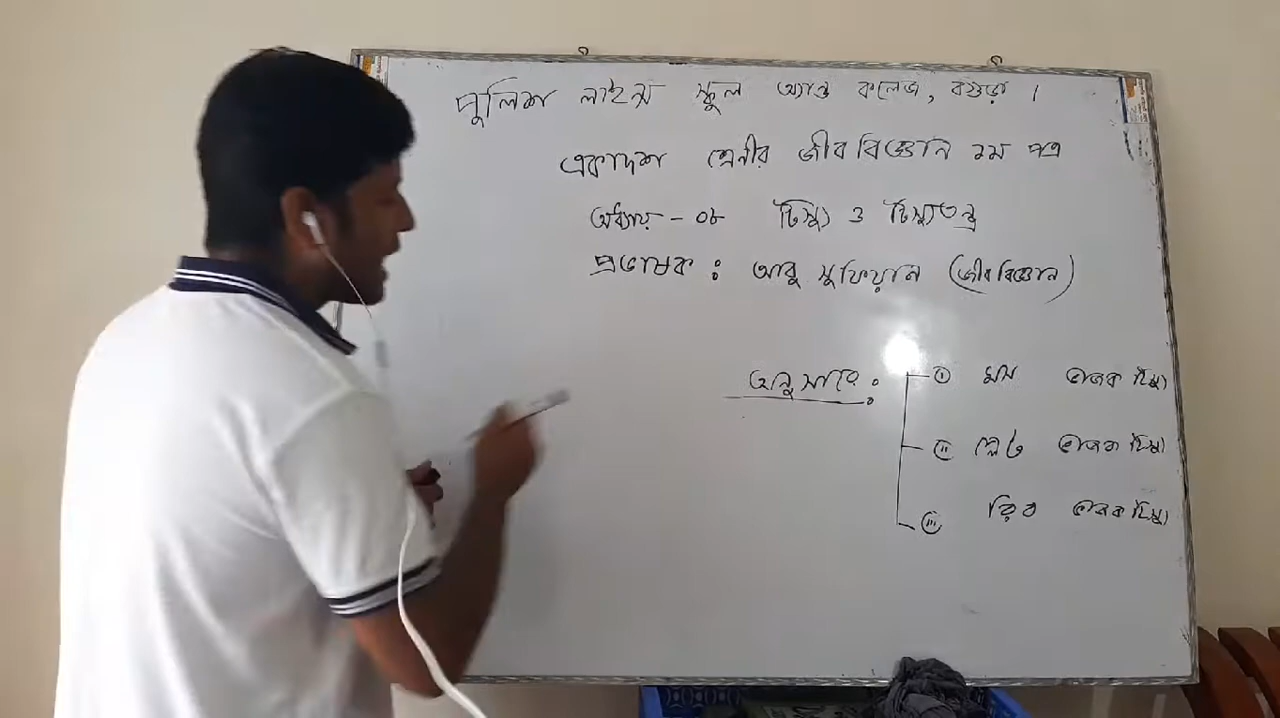 পুলিশ লাইন্স স্কুল অ্যান্ড কলেজ, বগুড়া ।
একাদশ শ্রেনীর জীববিজ্ঞান ১ম পত্র
অধ্যায় - ০৮ টিস্যু ও টিস্যুতন্ত্র
প্রভাষক : আবু সুফিয়ান (জীববিজ্ঞান)
অনুসারে :
(i) মাস ভাজক টিস্যু
(ii) প্লেট ভাজক টিস্যু
(iii) রিব ভাজক টিস্যু